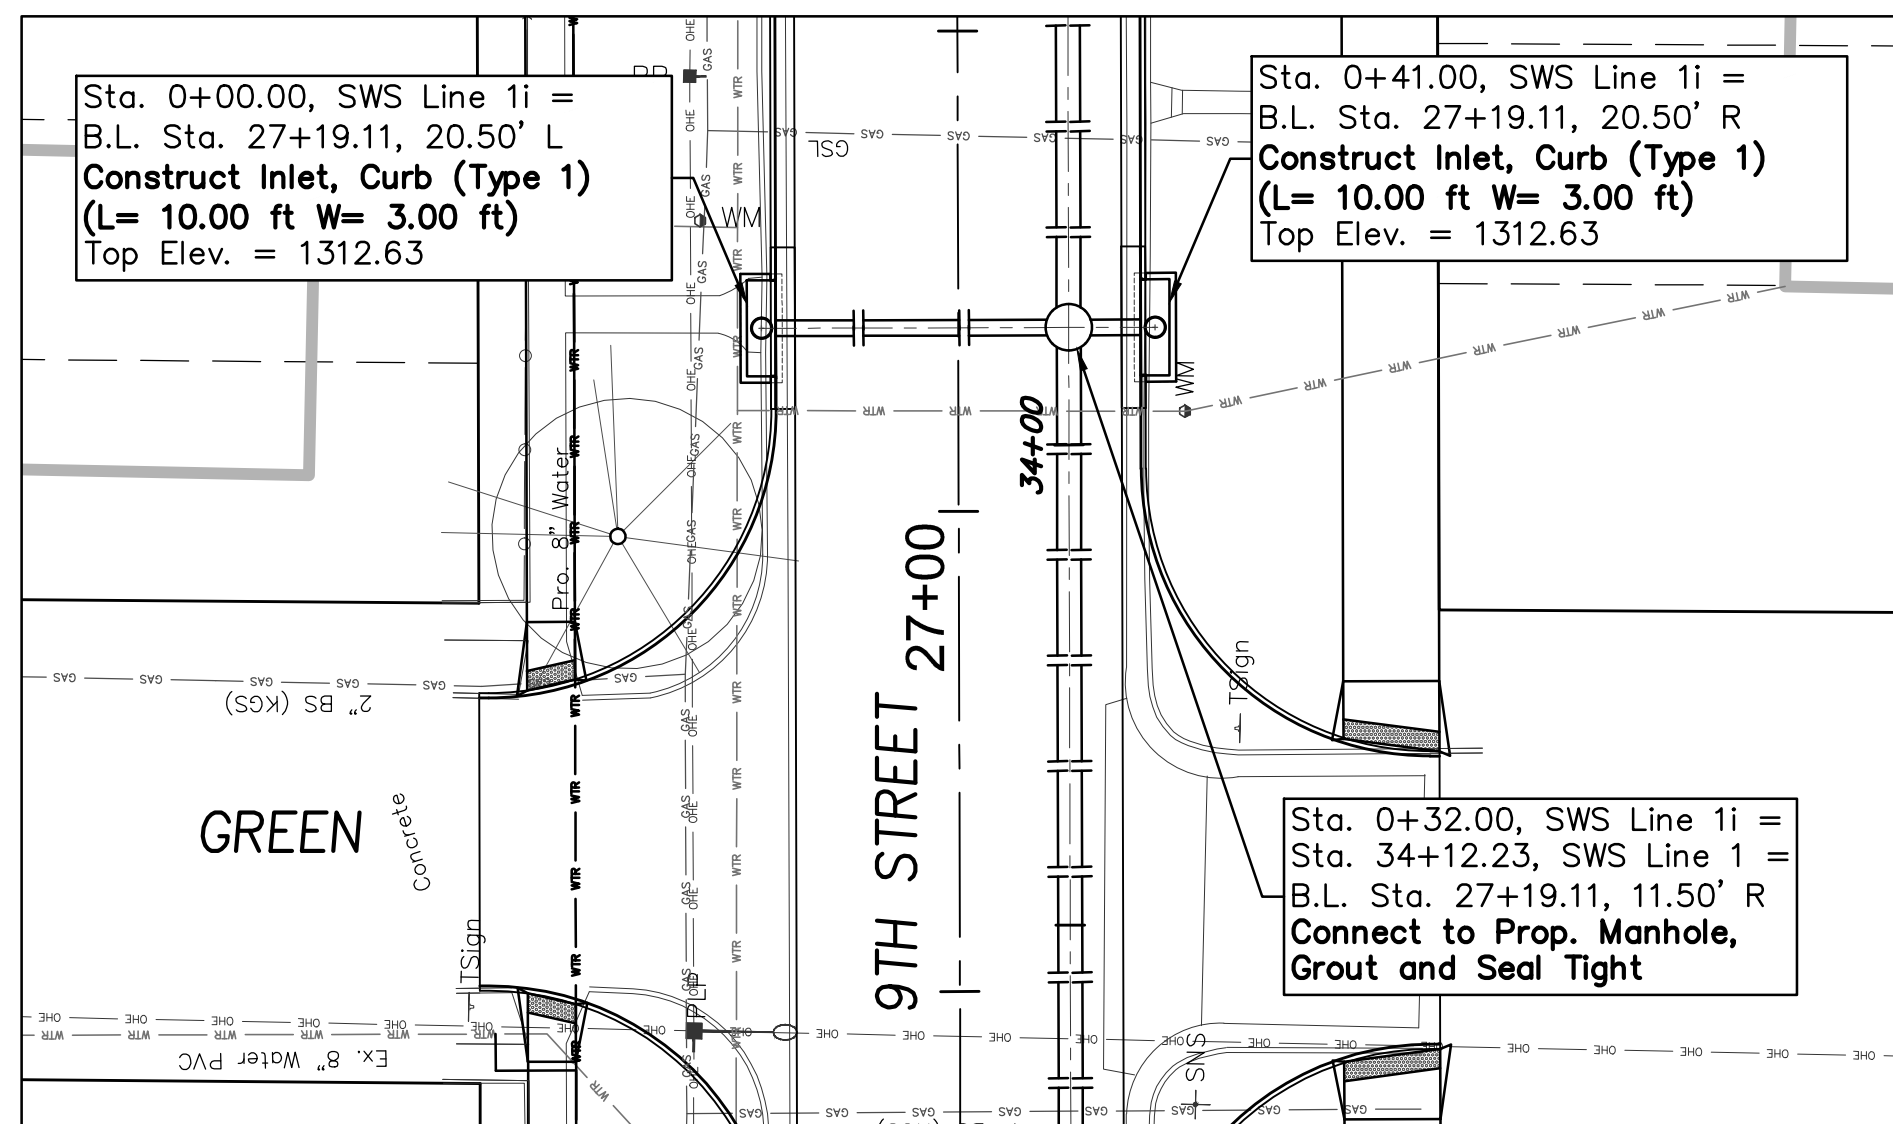 Sta. 0+00.00, SWS Line 1i =
B.L. Sta. 27+19.11, 20.50' L
Construct Inlet, Curb (Type 1)
(L= 10.00 ft W= 3.00 ft)
Top Elev. = 1312.63
Sta. 0+41.00, SWS Line 1i =
B.L. Sta. 27+19.11, 20.50' R
Construct Inlet, Curb (Type 1)
(L= 10.00 ft W= 3.00 ft)
Top Elev. = 1312.63
GSL
WM
WM
34+00
Pro. 8" Water
27+00
9TH STREET
2" BS (KGS)
TSign
GREEN
Concrete
TSign
Sta. 0+32.00, SWS Line 1i =
Sta. 34+12.23, SWS Line 1 =
B.L. Sta. 27+19.11, 11.50' R
Connect to Prop. Manhole,
Grout and Seal Tight
Ex. 8" Water PVC
SWS
GAS
WTR
OHE